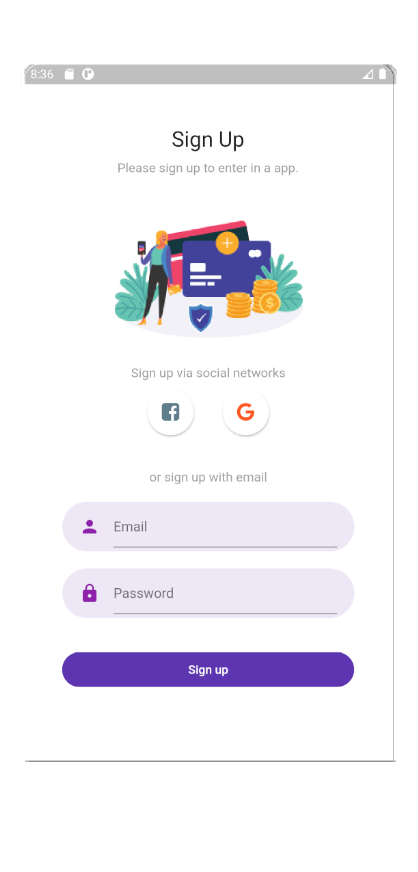 8:36
Sign Up
Please sign up to enter in a app.
Sign up via social networks
or sign up with email
Email
Password
Sign up